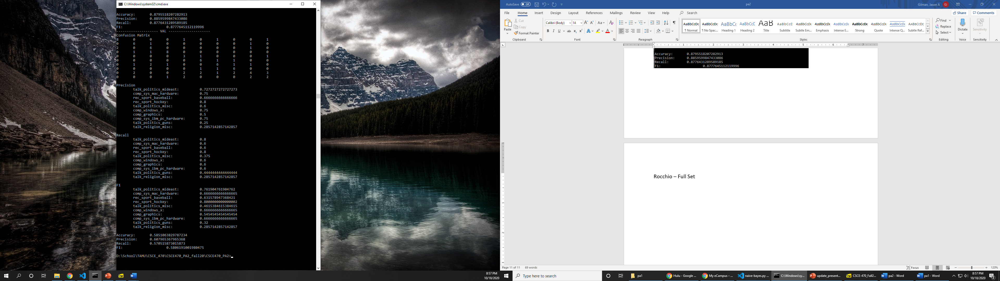 C:\Windows\system32\cmd.exe
Accuracy: 0.8795518207282913
Precision: 0.8859599847433086
Recall: 0.8776431289589185
F1: 0.8777645112119996
------------------- VAL -------------------
Confusion Matrix
8 0 0 0 1 0 1 0 0 1
0 6 1 0 0 0 0 0 1 0
2 0 6 0 0 0 0 0 1 0
0 1 1 8 0 0 0 0 0 0
0 0 0 0 3 1 0 0 0 1
0 0 0 0 0 6 1 1 0 0
0 1 2 1 0 0 6 1 1 0
0 0 0 0 0 1 1 6 0 0
0 2 0 0 2 2 1 2 4 3
0 0 0 1 2 0 0 0 2 2
Precision
talk_politics_mideast: 0.7272727272727273
comp_sys_mac_hardware: 0.75
rec_sport_baseball: 0.6666666666666666
rec_sport_hockey: 0.8
talk_politics_misc: 0.6
comp_windows_x: 0.75
comp_graphics: 0.5
comp_sys_ibm_pc_hardware: 0.75
talk_politics_guns: 0.25
talk_religion_misc: 0.2857142857142857
Recall
talk_politics_mideast: 0.8
comp_sys_mac_hardware: 0.6
rec_sport_baseball: 0.6
rec_sport_hockey: 0.8
talk_politics_misc: 0.375
comp_windows_x: 0.6
comp_graphics: 0.6
comp_sys_ibm_pc_hardware: 0.6
talk_politics_guns: 0.4444444444444444
talk_religion_misc: 0.2857142857142857
F1
talk_politics_mideast: 0.761904761904762
comp_sys_mac_hardware: 0.6666666666666665
rec_sport_baseball: 0.631578947368421
rec_sport_hockey: 0.8000000000000002
talk_politics_misc: 0.4615384615384615
comp_windows_x: 0.6666666666666665
comp_graphics: 0.5454545454545454
comp_sys_ibm_pc_hardware: 0.6666666666666665
talk_politics_guns: 0.32
talk_religion_misc: 0.2857142857142857
Accuracy: 0.5851063829787234
Precision: 0.607965367965368
Recall: 0.570515873015873
F1: 0.5806191001980475
D:\School\TAMU\CSCE_470\CSCE470_PA2_fall20\CSCE470_PA2>
8:57 PM
10/18/2020
AutoSave Off pa2 Gilman, Jason A GJ
File Home Insert Design Layout References Mailings Review View Help Search Share Comments
Paste Cut Copy Format Painter
Calibri (Body) 14
B I U ab x₂ x²
AaBbCcDc AaBbCcDc AaBbCc AaBbCcD AaB AaBbCcD AaBbCcDc AaBbCcDc AaBbCcDc AaBbCcDc AaBbCcDc AaBbCcDc AABBCCDD
¶ Normal ¶ No Spac... Heading 1 Heading 2 Title Subtitle Subtle Em... Emphasis Intense E... Strong Quote Intense Q... Subtle Ref...
Find Replace Select Dictate Sensitivity
Clipboard Font Paragraph Styles Editing Voice Sensitivity
Accuracy: 0.8795518207282913
Precision: 0.8859599847433086
Recall: 0.8776431289589185
F1: 0.8777645112119996
Rocchio – Full Set
Page 11 of 11 69 words Focus 120%
Type here to search pa1 Hulu - Google ... My eCampus – ... naive-bayes.py ... C:\Windows\sy... update_present... CSCE-470_Fall2... pa2 - Word pa1 - Word
8:57 PM
10/18/2020